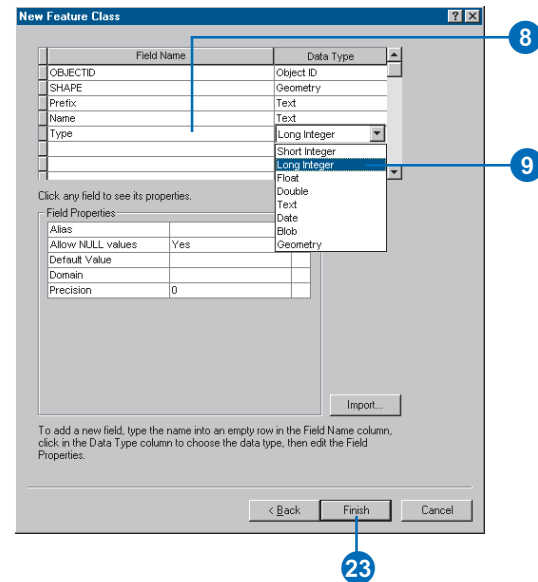 New Feature Class
8
Field Name Data Type
OBJECTID Object ID
SHAPE Geometry
Prefix Text
Name Text
Type Long Integer
Short Integer
Long Integer
9
Float
Double
Text
Date
Blob
Geometry
Click any field to see its properties.
Field Properties
Alias
Allow NULL values Yes
Default Value
Domain
Precision 0
Import...
To add a new field, type the name into an empty row in the Field Name column,
click in the Data Type column to choose the data type, then edit the Field
Properties.
< Back Finish Cancel
23